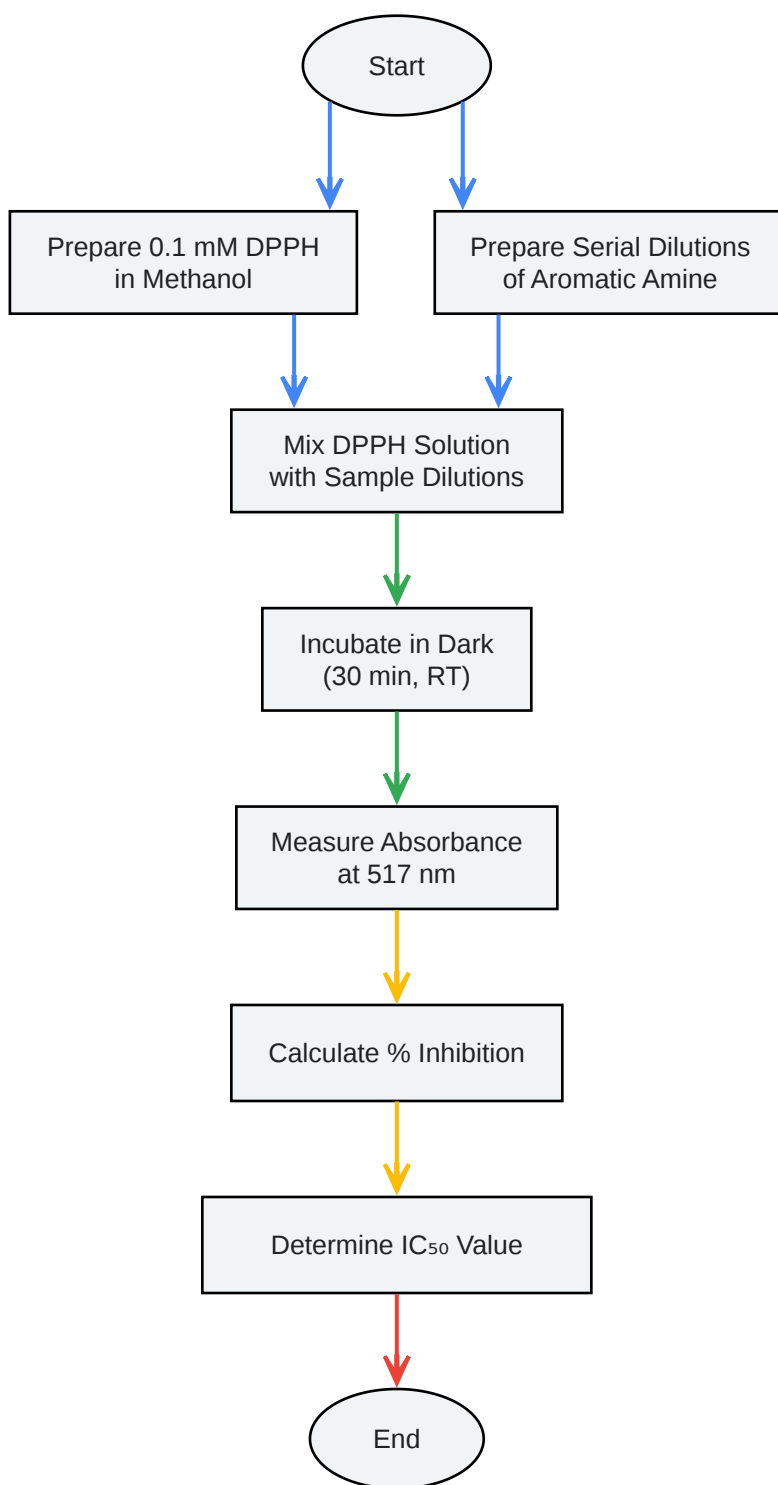 Start
Prepare 0.1 mM DPPH
in Methanol
Prepare Serial Dilutions
of Aromatic Amine
Mix DPPH Solution
with Sample Dilutions
Incubate in Dark
(30 min, RT)
Measure Absorbance
at 517 nm
Calculate % Inhibition
Determine IC₅₀ Value
End